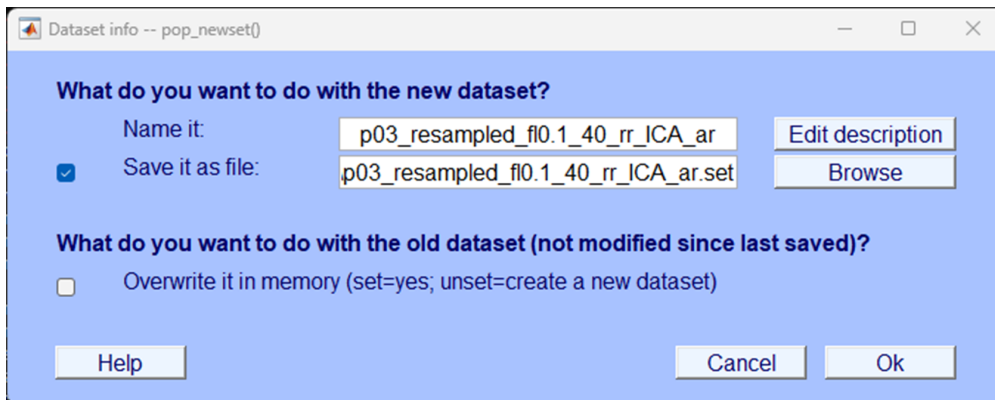 Dataset info -- pop_newset()
What do you want to do with the new dataset?
Name it:
p03_resampled_fl0.1_40_rr_ICA_ar
Edit description
Save it as file:
\p03_resampled_fl0.1_40_rr_ICA_ar.set
Browse
What do you want to do with the old dataset (not modified since last saved)?
Overwrite it in memory (set=yes; unset=create a new dataset)
Help
Cancel
Ok